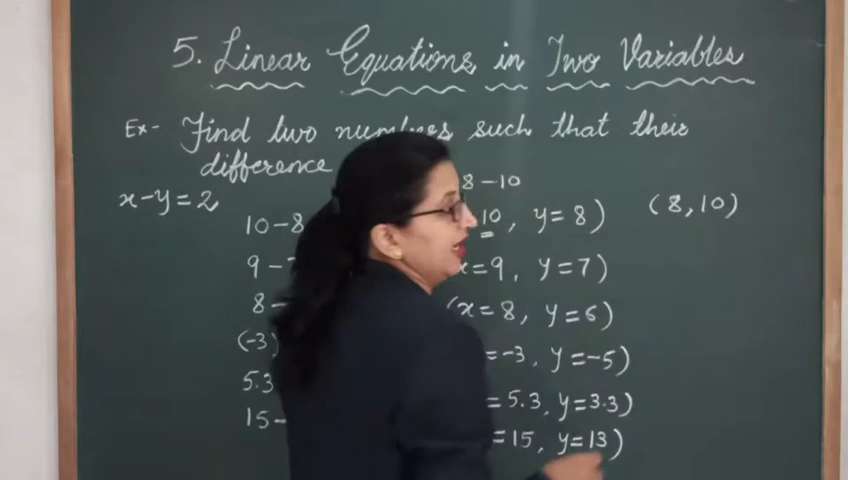 5. Linear Equations in Two Variables
Ex- Find two numbers such that their
difference
x-y=2 8-10
10-8 10, y=8) (8,10)
9- x=9, y=7)
8- (x=8, y=6)
(-3) =-3, y=-5)
5.3 =5.3, y=3.3)
15- =15, y=13)